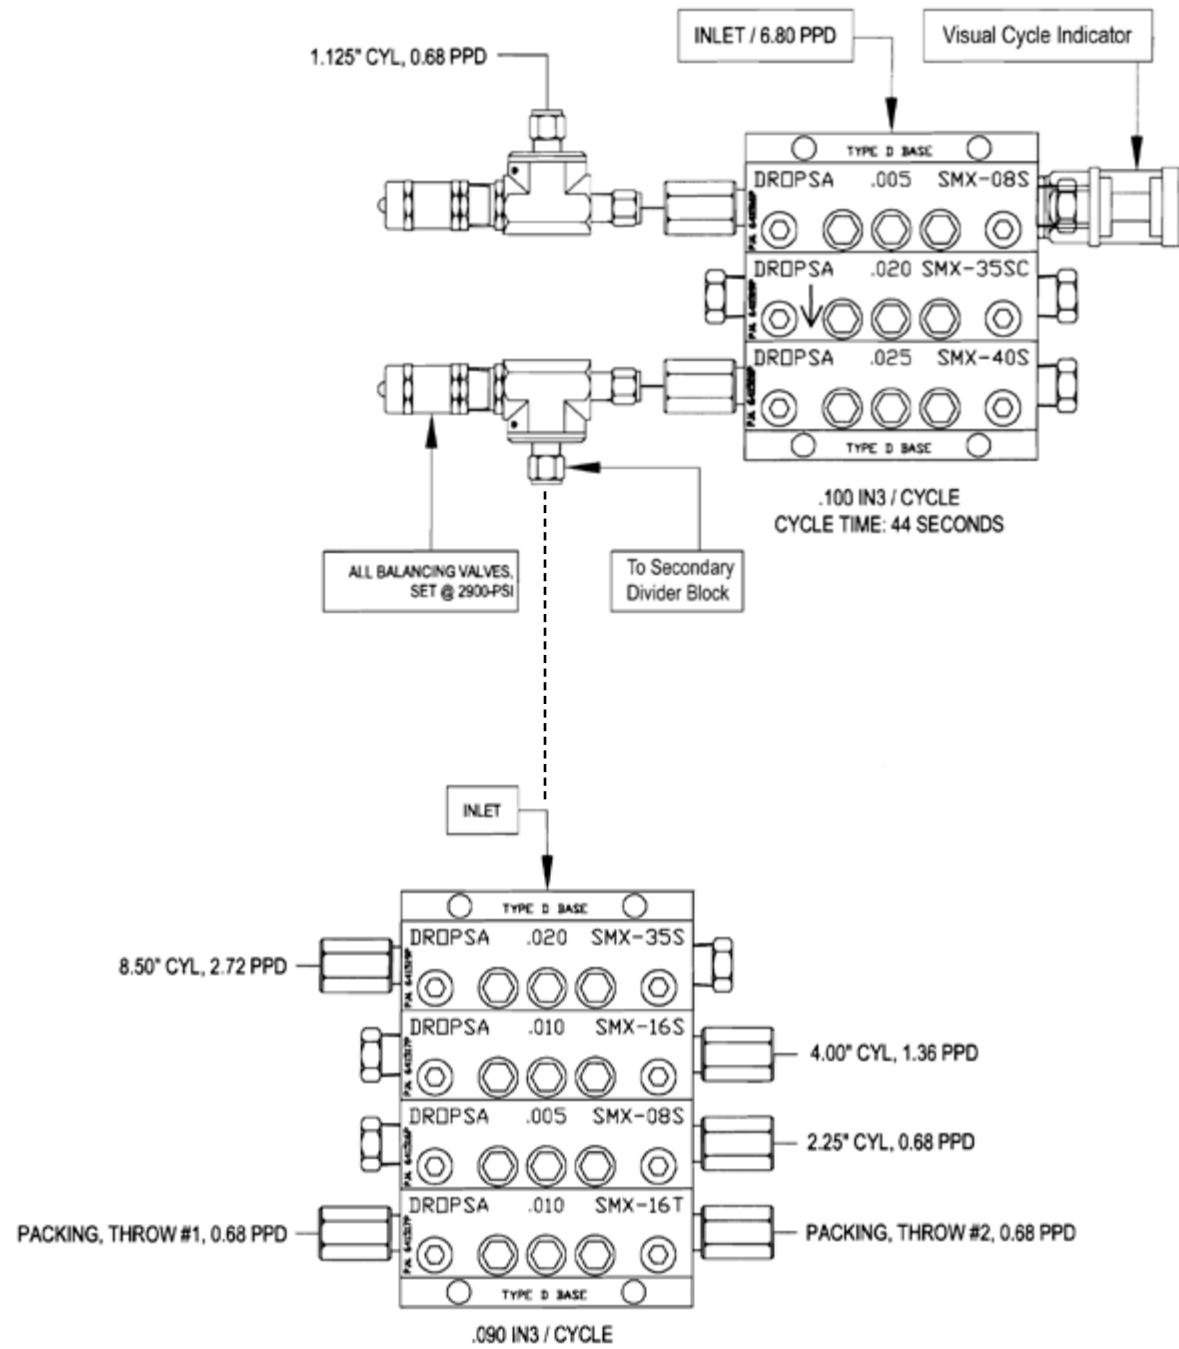 1.125" CYL, 0.68 PPD
INLET / 6.80 PPD
Visual Cycle Indicator
TYPE D BASE
DROPSA .005 SMX-08S
DROPSA .020 SMX-35SC
DROPSA .025 SMX-40S
TYPE D BASE
.100 IN3 / CYCLE
CYCLE TIME: 44 SECONDS
ALL BALANCING VALVES,
SET @ 2900-PSI
To Secondary
Divider Block
INLET
TYPE D BASE
DROPSA .020 SMX-35S
8.50" CYL, 2.72 PPD
DROPSA .010 SMX-16S
4.00" CYL, 1.36 PPD
DROPSA .005 SMX-08S
2.25" CYL, 0.68 PPD
DROPSA .010 SMX-16T
PACKING, THROW #1, 0.68 PPD
PACKING, THROW #2, 0.68 PPD
TYPE D BASE
.090 IN3 / CYCLE